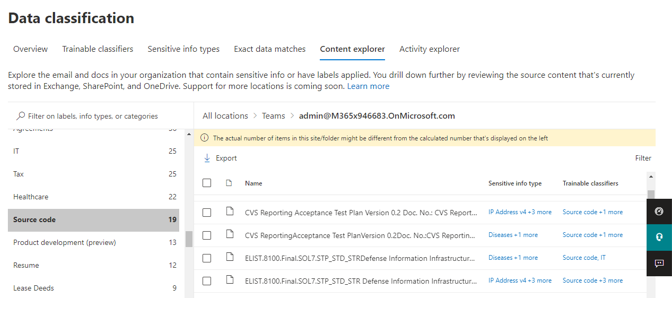 Data classification
Overview Trainable classifiers Sensitive info types Exact data matches Content explorer Activity explorer
Explore the email and docs in your organization that contain sensitive info or have labels applied. You drill down further by reviewing the source content that's currently
stored in Exchange, SharePoint, and OneDrive. Support for more locations is coming soon. Learn more
Filter on labels, info types, or categories
All locations > Teams > admin@M365x946683.OnMicrosoft.com
Agreements
The actual number of items in this site/folder might be different from the calculated number that's displayed on the left
IT 25
Export Filter
Tax 25
Name Sensitive info type Trainable classifiers
Healthcare 22
CVS Reporting Acceptance Test Plan Version 0.2 Doc. No.: CVS Report... IP Address v4 +3 more Source code +1 more
Source code 19
CVS ReportingAcceptance Test PlanVersion 0.2Doc. No.:CVS Reportin... Diseases +1 more Source code +1 more
Product development (preview) 13
ELIST.8100.Final.SOL7.STP_STD_STRDefense Information Infrastructur... Diseases +1 more Source code, IT
Resume 12
ELIST.8100.Final.SOL7.STP_STD_STR Defense Information Infrastructu... IP Address v4 +3 more Source code +3 more
Lease Deeds 9